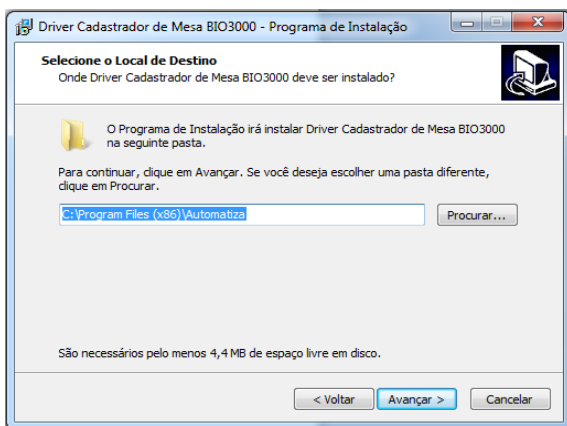 Driver Cadastrador de Mesa BIO3000 - Programa de Instalação
Selecione o Local de Destino
Onde Driver Cadastrador de Mesa BIO3000 deve ser instalado?
O Programa de Instalação irá instalar Driver Cadastrador de Mesa BIO3000
na seguinte pasta.
Para continuar, clique em Avançar. Se você deseja escolher uma pasta diferente,
clique em Procurar.
C:\Program Files (x86)\Automatiza
Procurar...
São necessários pelo menos 4,4 MB de espaço livre em disco.
< Voltar
Avançar >
Cancelar